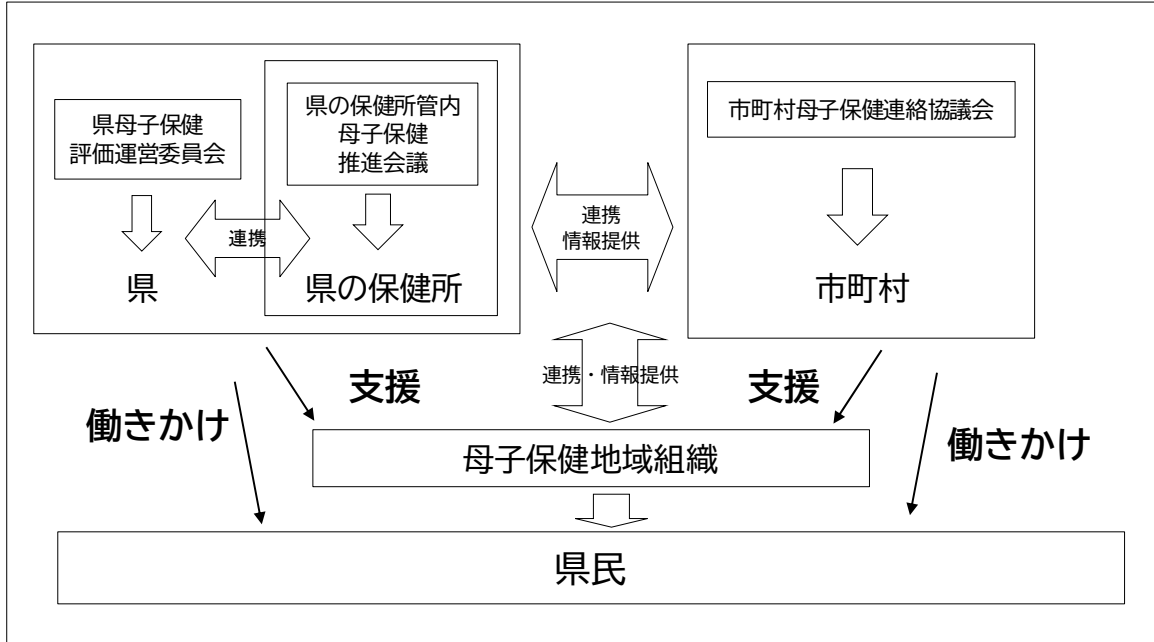 県母子保健
評価運営委員会
県の保健所管内
母子保健
推進会議
市町村母子保健連絡協議会
連携
連携
情報提供
県
県の保健所
市町村
連携・情報提供
支援
支援
働きかけ
働きかけ
母子保健地域組織
県民